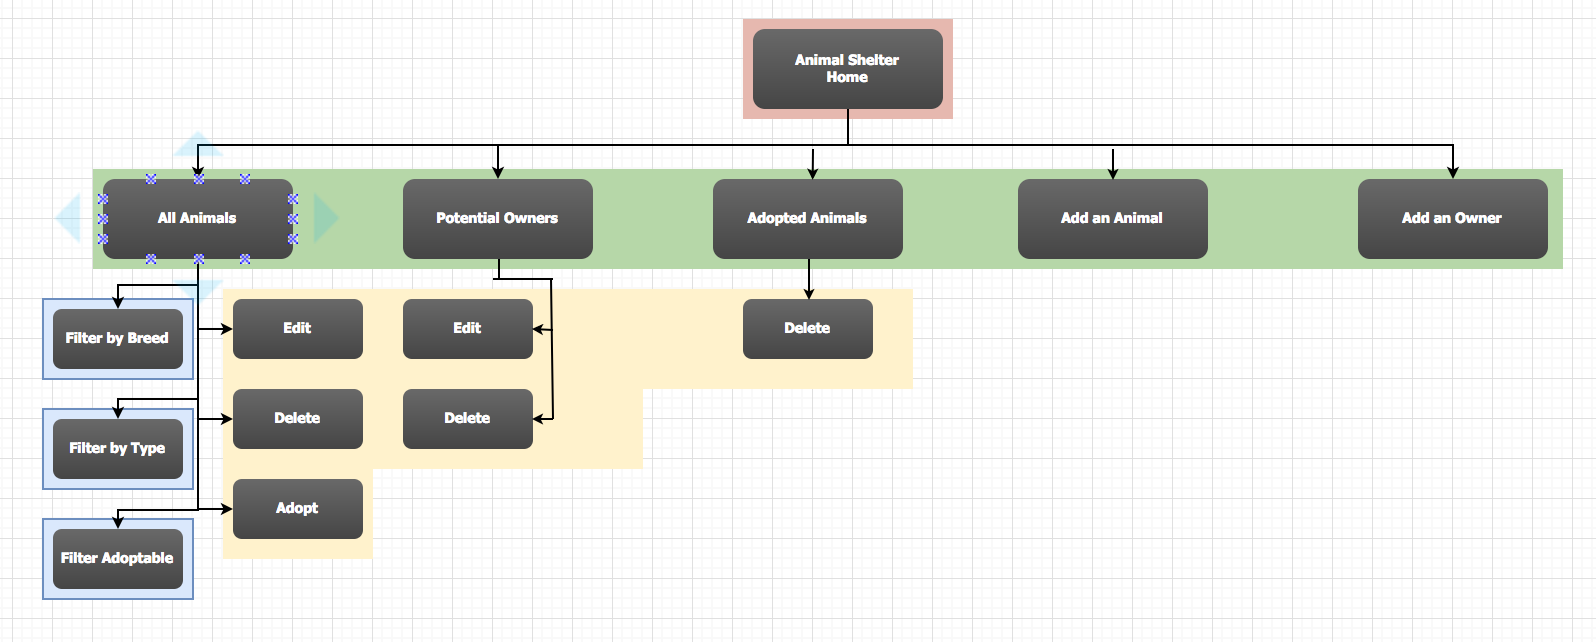 Animal Shelter
Home
All Animals
Potential Owners
Adopted Animals
Add an Animal
Add an Owner
Filter by Breed
Edit
Edit
Delete
Delete
Delete
Filter by Type
Adopt
Filter Adoptable